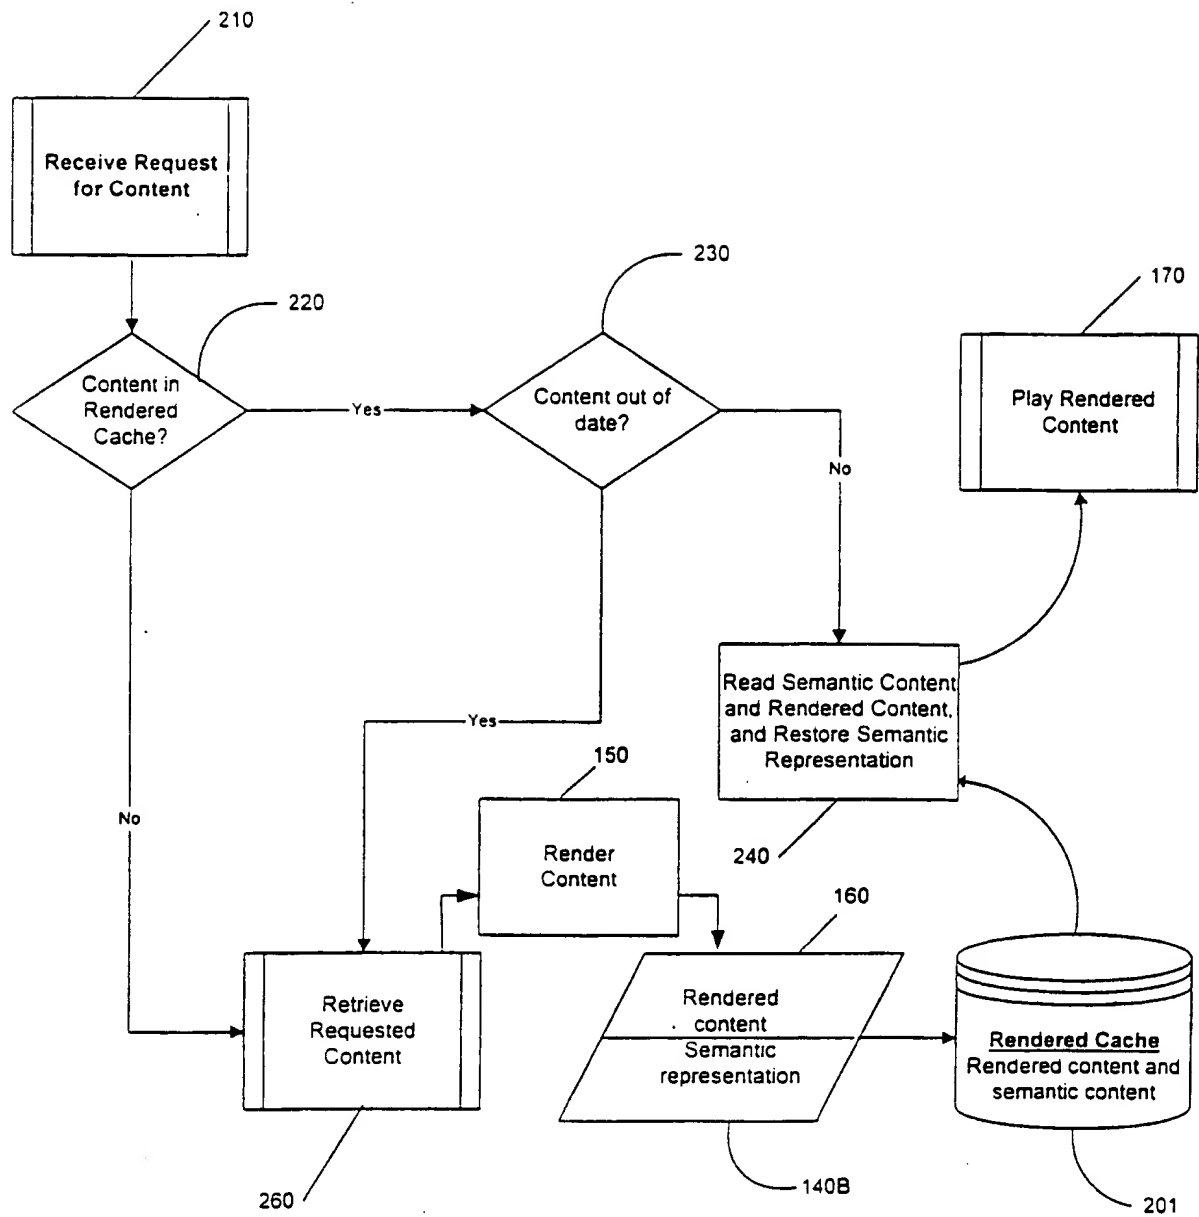 210
Receive Request
for Content
230
170
220
Content in
Rendered
Cache?
Yes
Content out of
date?
No
Play Rendered
Content
Read Semantic Content
and Rendered Content,
and Restore Semantic
Representation
Yes
150
No
Render
Content
240
160
Retrieve
Requested
Content
Rendered
content
Semantic
representation
Rendered Cache
Rendered content and
semantic content
260
140B
201